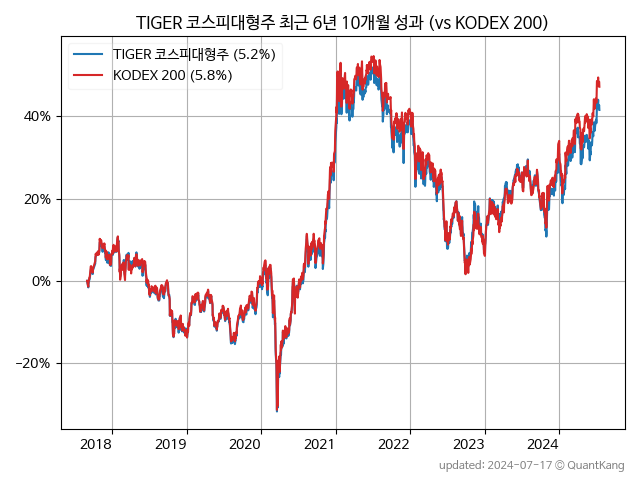 TIGER 코스피대형주 최근 6년 10개월 성과 (vs KODEX 200)
TIGER 코스피대형주 (5.2%)
KODEX 200 (5.8%)
40%
20%
0%
−20%
2018 2019 2020 2021 2022 2023 2024
updated: 2024-07-17 © QuantKang